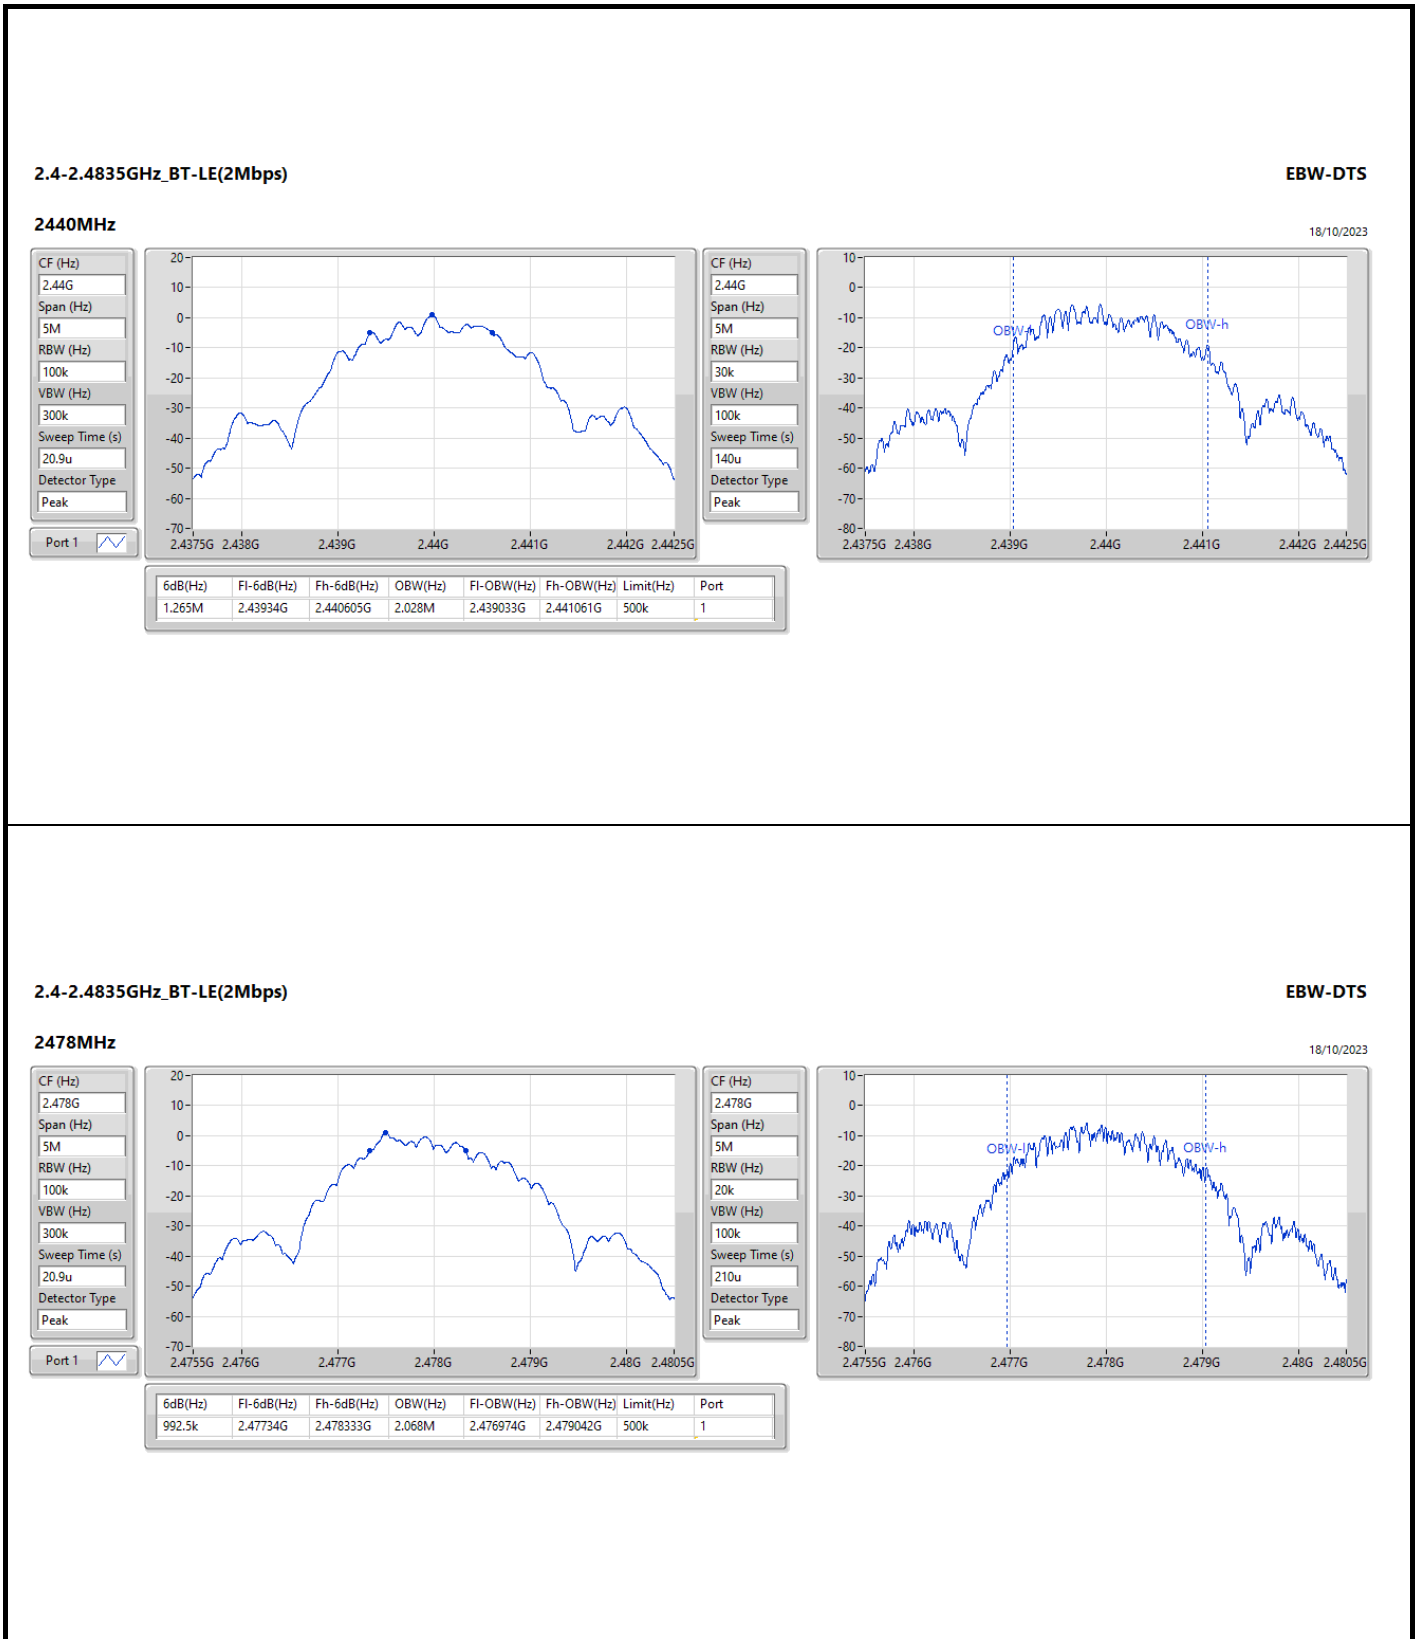 2.4-2.4835GHz_BT-LE(2Mbps) EBW-DTS
2440MHz 18/10/2023
CF (Hz)
2.44G
Span (Hz)
5M
RBW (Hz)
100k
VBW (Hz)
300k
Sweep Time (s)
20.9u
Detector Type
Peak
Port 1
20
10
0
-10
-20
-30
-40
-50
-60
-70
2.4375G 2.438G 2.439G 2.44G 2.441G 2.442G 2.4425G
CF (Hz)
2.44G
Span (Hz)
5M
RBW (Hz)
30k
VBW (Hz)
100k
Sweep Time (s)
140u
Detector Type
Peak
10
0
-10
-20
-30
-40
-50
-60
-70
-80
OBW-l OBW-h
2.4375G 2.438G 2.439G 2.44G 2.441G 2.442G 2.4425G
6dB(Hz) Fl-6dB(Hz) Fh-6dB(Hz) OBW(Hz) Fl-OBW(Hz) Fh-OBW(Hz) Limit(Hz) Port
1.265M 2.43934G 2.440605G 2.028M 2.439033G 2.441061G 500k 1
2.4-2.4835GHz_BT-LE(2Mbps) EBW-DTS
2478MHz 18/10/2023
CF (Hz)
2.478G
Span (Hz)
5M
RBW (Hz)
100k
VBW (Hz)
300k
Sweep Time (s)
20.9u
Detector Type
Peak
Port 1
20
10
0
-10
-20
-30
-40
-50
-60
-70
2.4755G 2.476G 2.477G 2.478G 2.479G 2.48G 2.4805G
CF (Hz)
2.478G
Span (Hz)
5M
RBW (Hz)
20k
VBW (Hz)
100k
Sweep Time (s)
210u
Detector Type
Peak
10
0
-10
-20
-30
-40
-50
-60
-70
-80
OBW-l OBW-h
2.4755G 2.476G 2.477G 2.478G 2.479G 2.48G 2.4805G
6dB(Hz) Fl-6dB(Hz) Fh-6dB(Hz) OBW(Hz) Fl-OBW(Hz) Fh-OBW(Hz) Limit(Hz) Port
992.5k 2.47734G 2.478333G 2.068M 2.476974G 2.479042G 500k 1